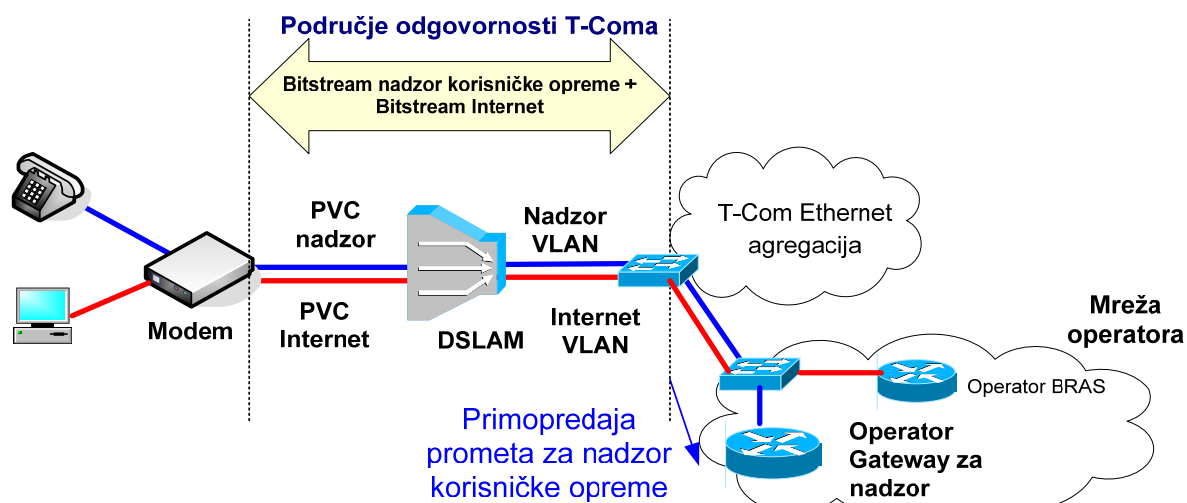 Područje odgovornosti T-Coma
Bitstream nadzor korisničke opreme +
Bitstream Internet
PVC
nadzor
Nadzor
VLAN
T-Com Ethernet
agregacija
Modem
PVC
Internet
DSLAM
Internet
VLAN
Mreža
operatora
Operator BRAS
Primopredaja
prometa za nadzor
korisničke opreme
Operator
Gateway za
nadzor